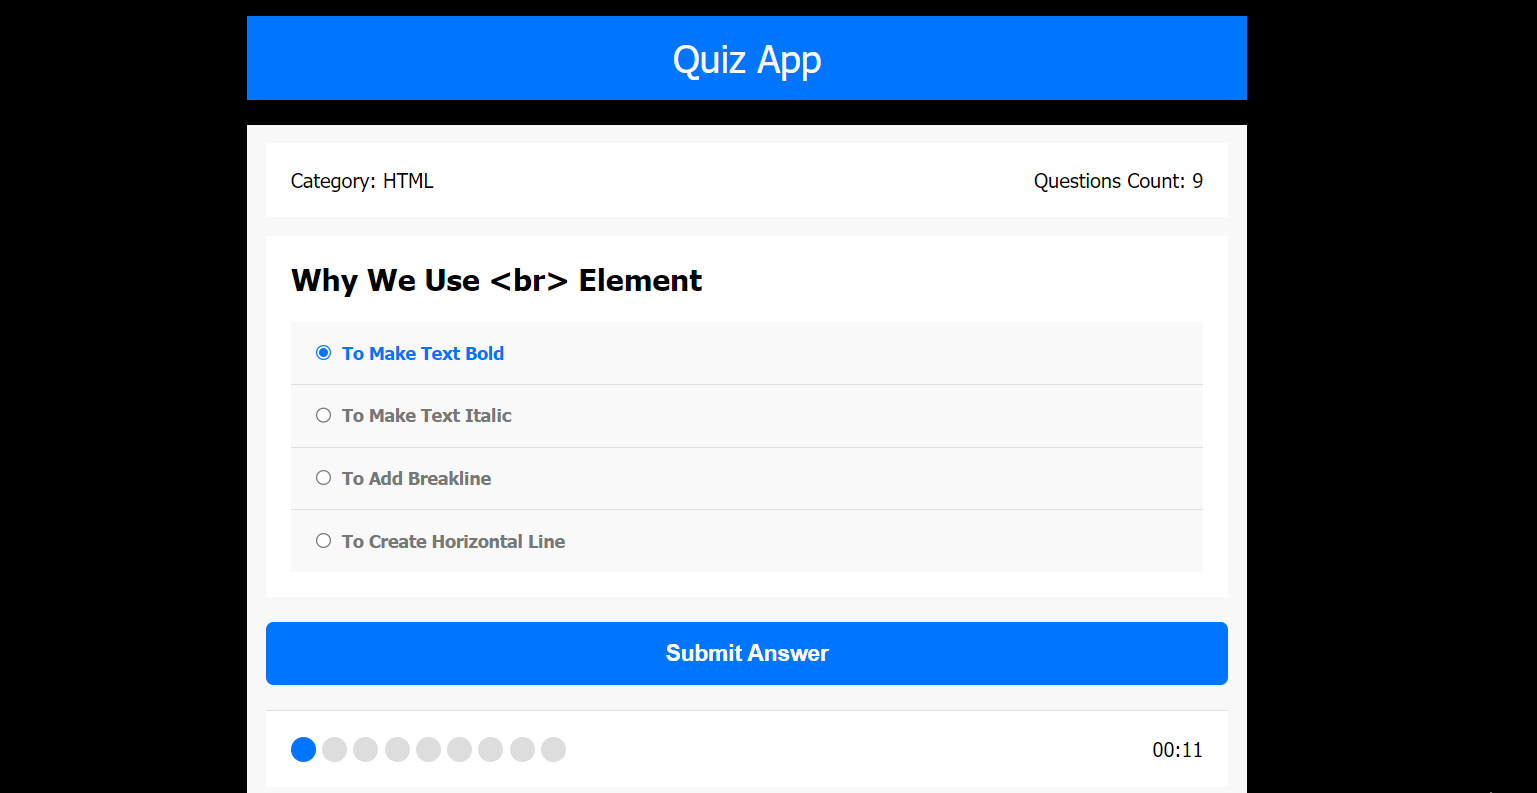 Quiz App
Category: HTML
Questions Count: 9
Why We Use <br> Element
To Make Text Bold
To Make Text Italic
To Add Breakline
To Create Horizontal Line
Submit Answer
00:11